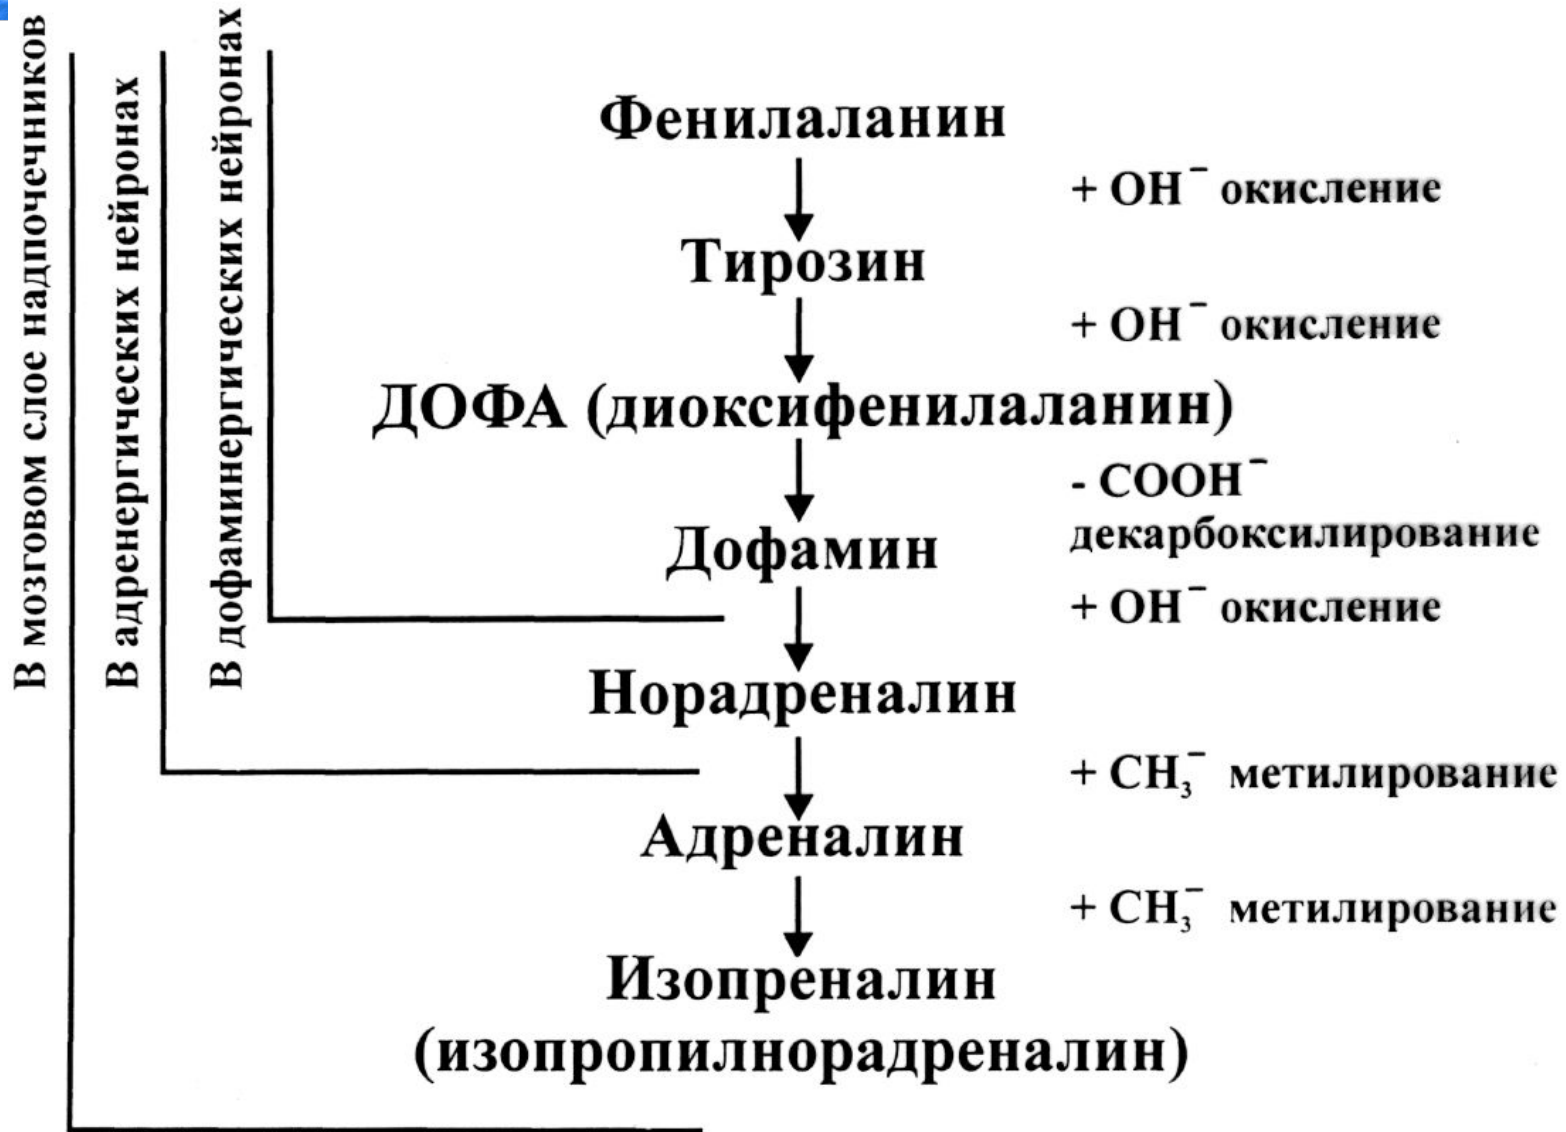 В мозговом слое надпочечников
В адренергических нейронах
В дофаминергических нейронах
Фенилаланин
+ OH⁻ окисление
Тирозин
+ OH⁻ окисление
ДОФА (диоксифенилаланин)
- COOH⁻
декарбоксилирование
Дофамин
+ OH⁻ окисление
Норадреналин
+ CH₃⁻ метилирование
Адреналин
+ CH₃⁻ метилирование
Изопреналин
(изопропилнорадреналин)